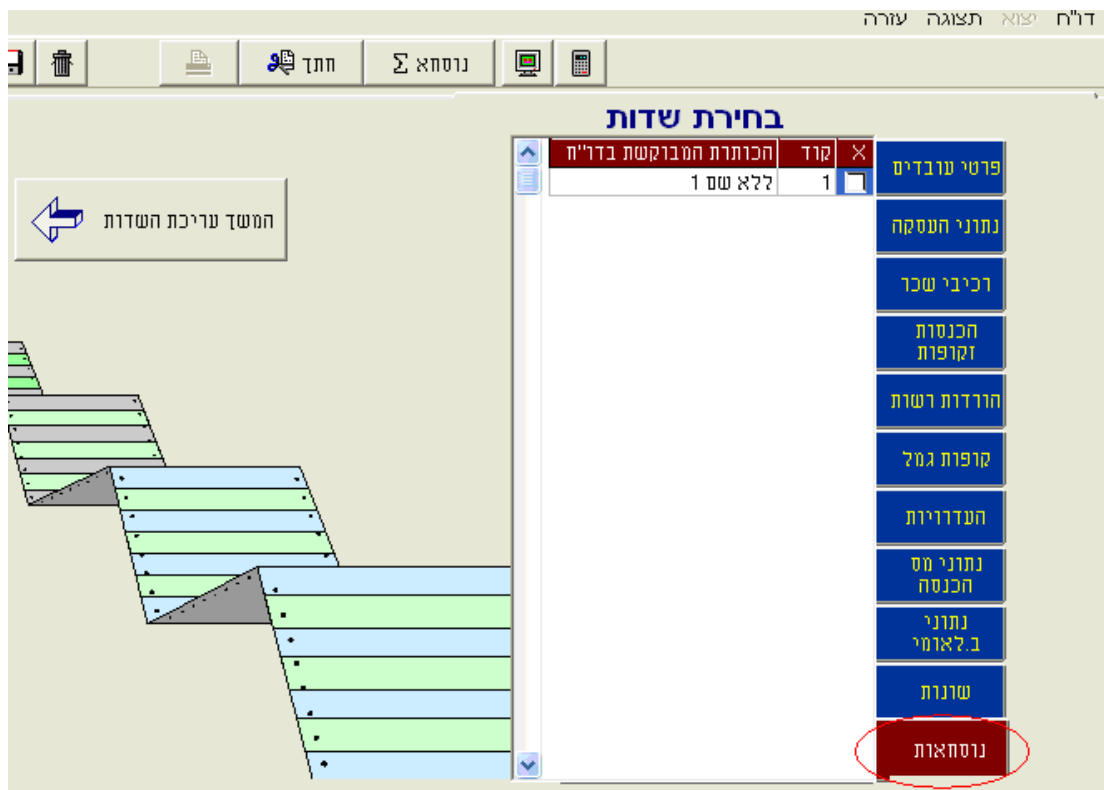 דו"ח יצוא תצוגה עזרה
נוסחא Σ
חתך
בחירת שדות
X קוד הכותרת המבוקשת בדו"ח
1 ללא שם 1
המשך עריכת השדות
פרטי עובדים
נתוני העסקה
רכיבי שכר
הכנסות
זקופות
הורדות רשות
קופות גמל
העדרויות
נתוני מס
הכנסה
נתוני
ב.לאומי
שונות
נוסחאות